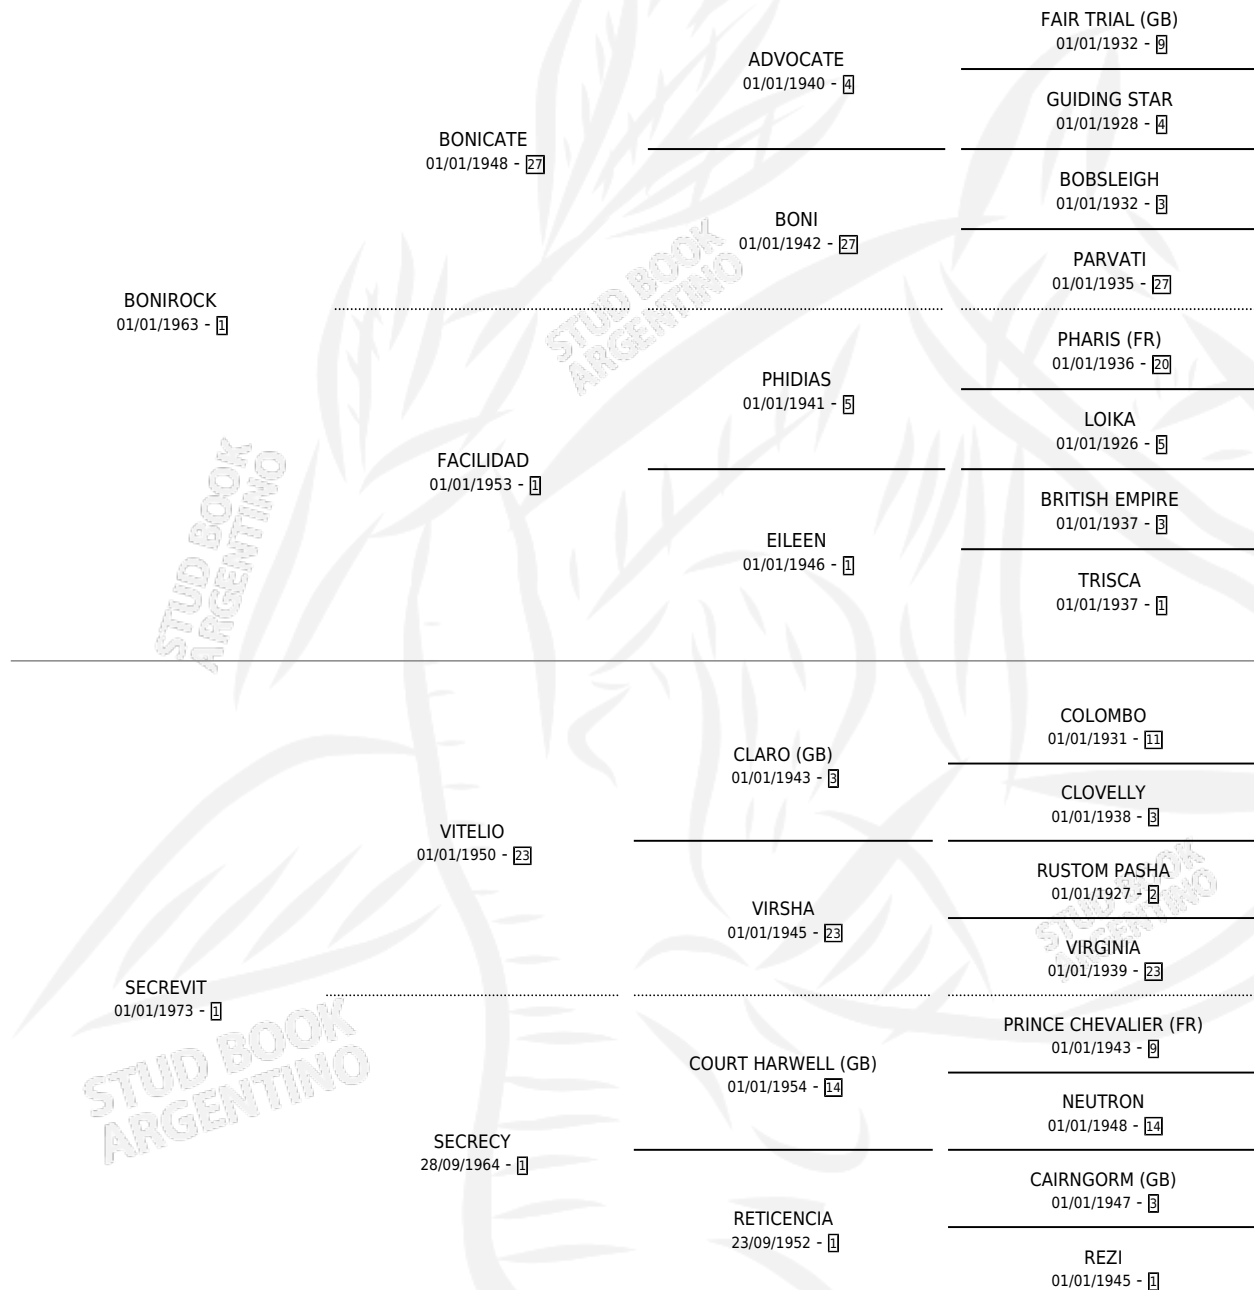 FAIR TRIAL (GB)
01/01/1932 - 9
ADVOCATE
01/01/1940 - 4
GUIDING STAR
01/01/1928 - 4
BONICATE
01/01/1948 - 27
BOBSLEIGH
01/01/1932 - 3
BONI
01/01/1942 - 27
PARVATI
01/01/1935 - 27
BONIROCK
01/01/1963 - 1
PHARIS (FR)
01/01/1936 - 20
PHIDIAS
01/01/1941 - 5
LOIKA
01/01/1926 - 5
FACILIDAD
01/01/1953 - 1
BRITISH EMPIRE
01/01/1937 - 3
EILEEN
01/01/1946 - 1
TRISCA
01/01/1937 - 1
COLOMBO
01/01/1931 - 11
CLARO (GB)
01/01/1943 - 3
CLOVELLY
01/01/1938 - 3
VITELIO
01/01/1950 - 23
RUSTOM PASHA
01/01/1927 - 2
VIRSHA
01/01/1945 - 23
VIRGINIA
01/01/1939 - 23
SECREVIT
01/01/1973 - 1
PRINCE CHEVALIER (FR)
01/01/1943 - 9
COURT HARWELL (GB)
01/01/1954 - 14
NEUTRON
01/01/1948 - 14
SECRECY
28/09/1964 - 1
CAIRNGORM (GB)
01/01/1947 - 3
RETICENCIA
23/09/1952 - 1
REZI
01/01/1945 - 1
STUD BOOK
ARGENTINO
STUD BOOK
ARGENTINO
STUD BOOK
ARGENTINO
STUD BOOK
ARGENTINO